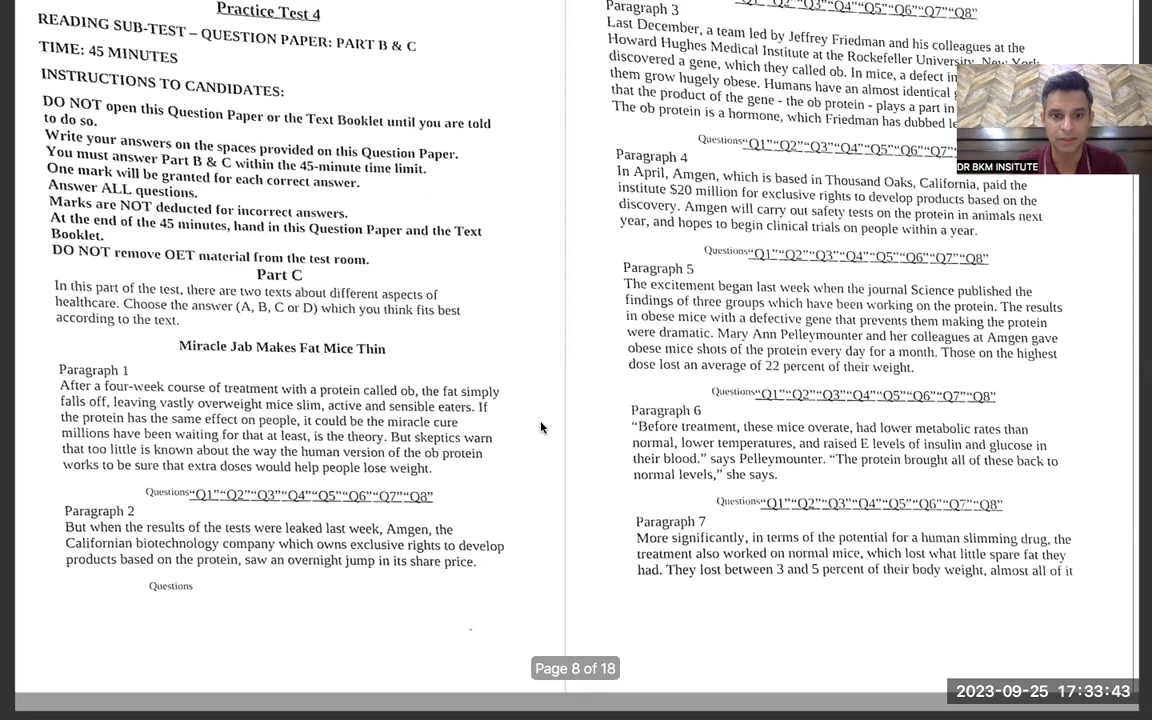 Practice Test 4
READING SUB-TEST – QUESTION PAPER: PART B & C
TIME: 45 MINUTES
INSTRUCTIONS TO CANDIDATES:
DO NOT open this Question Paper or the Text Booklet until you are told
to do so.
Write your answers on the spaces provided on this Question Paper.
You must answer Part B & C within the 45-minute time limit.
One mark will be granted for each correct answer.
Answer ALL questions.
Marks are NOT deducted for incorrect answers.
At the end of the 45 minutes, hand in this Question Paper and the Text
Booklet.
DO NOT remove OET material from the test room.
Part C
In this part of the test, there are two texts about different aspects of
healthcare. Choose the answer (A, B, C or D) which you think fits best
according to the text.
Miracle Jab Makes Fat Mice Thin
Paragraph 1
After a four-week course of treatment with a protein called ob, the fat simply
falls off, leaving vastly overweight mice slim, active and sensible eaters. If
the protein has the same effect on people, it could be the miracle cure
millions have been waiting for that at least, is the theory. But skeptics warn
that too little is known about the way the human version of the ob protein
works to be sure that extra doses would help people lose weight.
Questions“Q1”“Q2”“Q3”“Q4”“Q5”“Q6”“Q7”“Q8”
Paragraph 2
But when the results of the tests were leaked last week, Amgen, the
Californian biotechnology company which owns exclusive rights to develop
products based on the protein, saw an overnight jump in its share price.
Questions
“Q3”“Q4”“Q5”“Q6”“Q7”“Q8”
Paragraph 3
Last December, a team led by Jeffrey Friedman and his colleagues at the
Howard Hughes Medical Institute at the Rockefeller University, New York
discovered a gene, which they called ob. In mice, a defect in
them grow hugely obese. Humans have an almost identical
that the product of the gene - the ob protein - plays a part in
The ob protein is a hormone, which Friedman has dubbed
Questions“Q1”“Q2”“Q3”“Q4”“Q5”“Q6”“Q7”
Paragraph 4
In April, Amgen, which is based in Thousand Oaks, California, paid the
institute $20 million for exclusive rights to develop products based on the
discovery. Amgen will carry out safety tests on the protein in animals next
year, and hopes to begin clinical trials on people within a year.
Questions“Q1”“Q2”“Q3”“Q4”“Q5”“Q6”“Q7”“Q8”
Paragraph 5
The excitement began last week when the journal Science published the
findings of three groups which have been working on the protein. The results
in obese mice with a defective gene that prevents them making the protein
were dramatic. Mary Ann Pelleymounter and her colleagues at Amgen gave
obese mice shots of the protein every day for a month. Those on the highest
dose lost an average of 22 percent of their weight.
Questions“Q1”“Q2”“Q3”“Q4”“Q5”“Q6”“Q7”“Q8”
Paragraph 6
“Before treatment, these mice overate, had lower metabolic rates than
normal, lower temperatures, and raised E levels of insulin and glucose in
their blood.” says Pelleymounter. “The protein brought all of these back to
normal levels,” she says.
Questions“Q1”“Q2”“Q3”“Q4”“Q5”“Q6”“Q7”“Q8”
Paragraph 7
More significantly, in terms of the potential for a human slimming drug, the
treatment also worked on normal mice, which lost what little spare fat they
had. They lost between 3 and 5 percent of their body weight, almost all of it
DR BKM INSITUTE
Page 8 of 18
2023-09-25 17:33:43